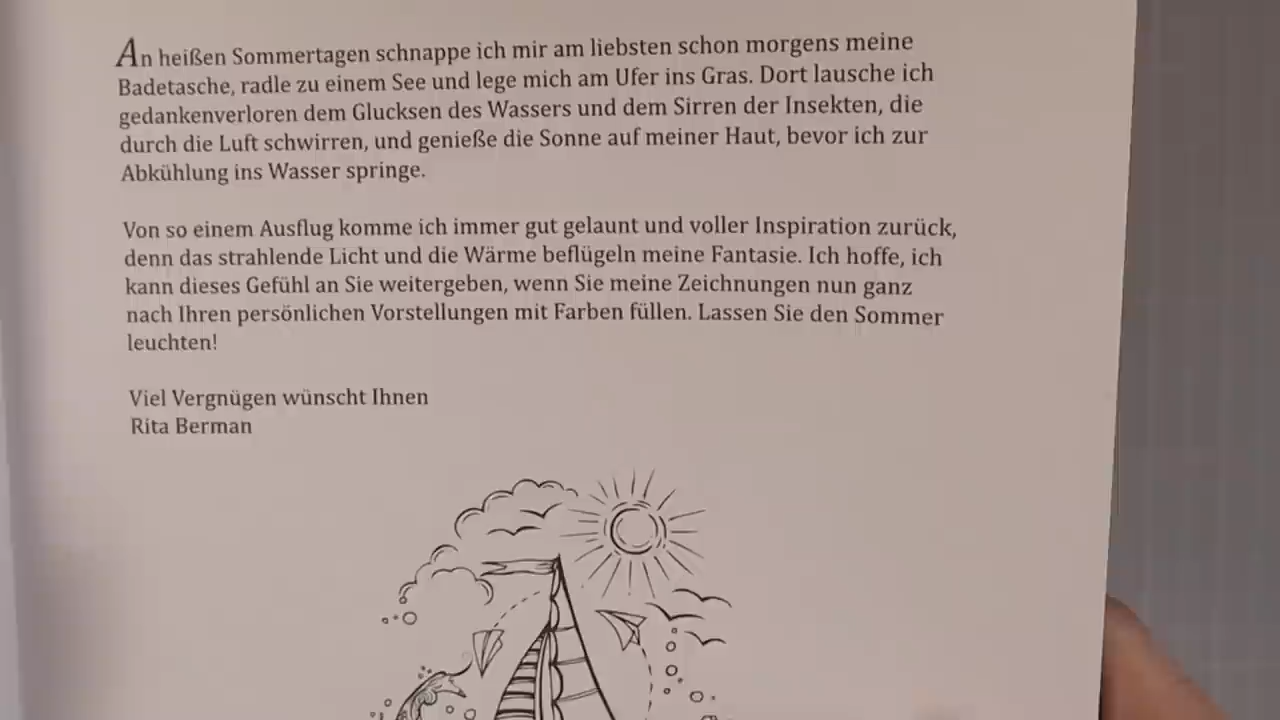 An heißen Sommertagen schnappe ich mir am liebsten schon morgens meine
Badetasche, radle zu einem See und lege mich am Ufer ins Gras. Dort lausche ich
gedankenverloren dem Glucksen des Wassers und dem Sirren der Insekten, die
durch die Luft schwirren, und genieße die Sonne auf meiner Haut, bevor ich zur
Abkühlung ins Wasser springe.
Von so einem Ausflug komme ich immer gut gelaunt und voller Inspiration zurück,
denn das strahlende Licht und die Wärme beflügeln meine Fantasie. Ich hoffe, ich
kann dieses Gefühl an Sie weitergeben, wenn Sie meine Zeichnungen nun ganz
nach Ihren persönlichen Vorstellungen mit Farben füllen. Lassen Sie den Sommer
leuchten!
Viel Vergnügen wünscht Ihnen
Rita Berman